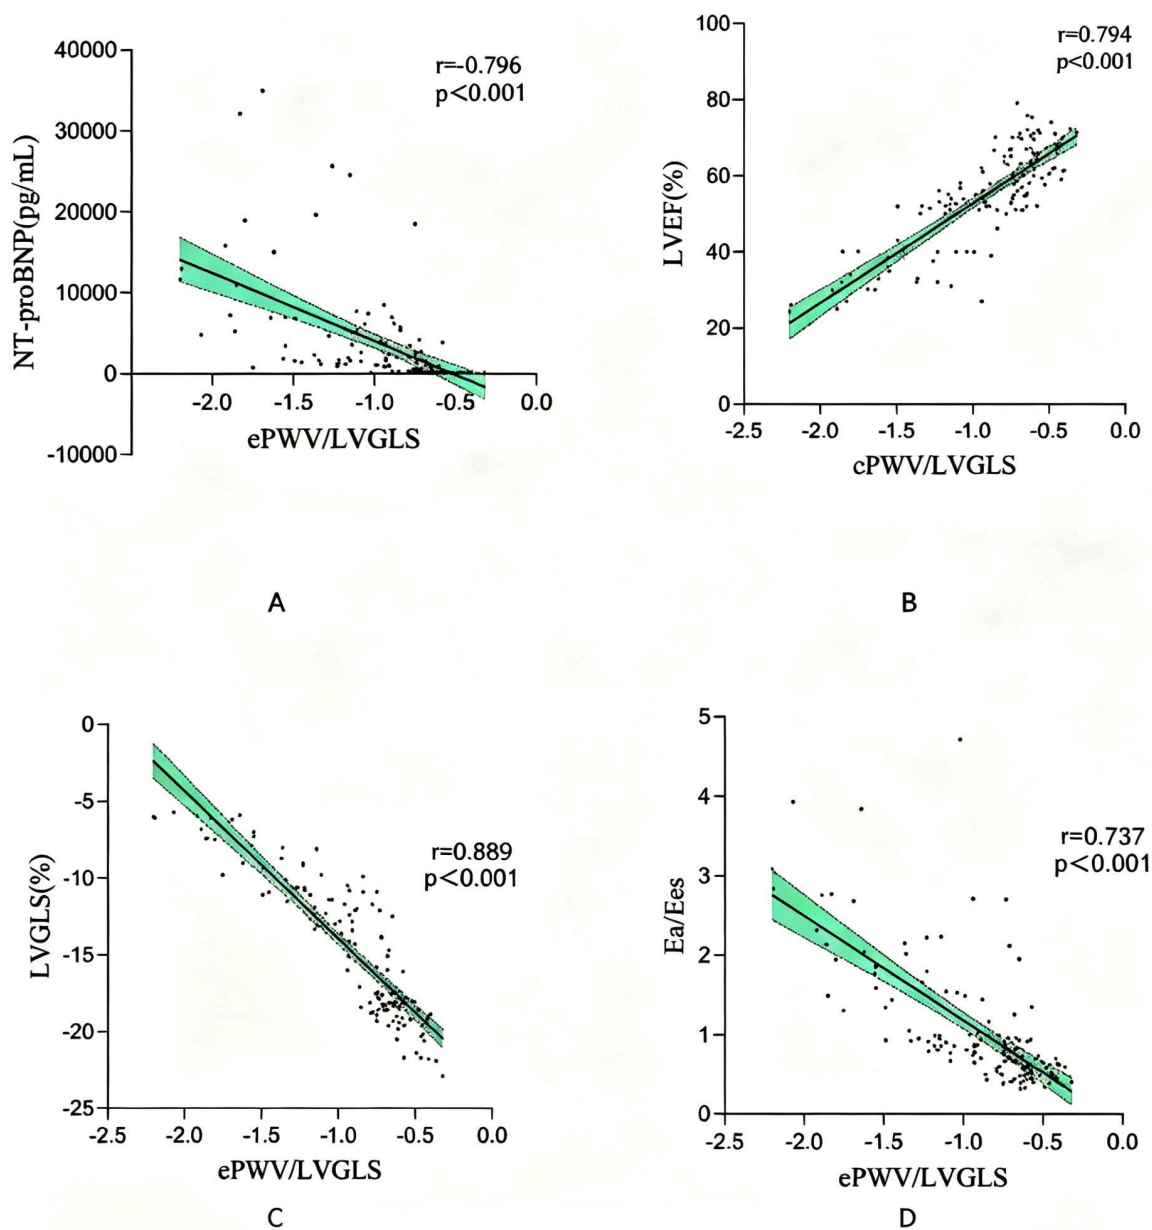 40000
30000
20000
10000
0
-10000
NT-proBNP(pg/mL)
r=-0.796
p<0.001
-2.0 -1.5 -1.0 -0.5 0.0
ePWV/LVGLS
A
100
80
60
40
20
0
LVEF(%)
r=0.794
p<0.001
-2.5 -2.0 -1.5 -1.0 -0.5 0.0
cPWV/LVGLS
B
0
-5
-10
-15
-20
-25
LVGLS(%)
r=0.889
p<0.001
-2.5 -2.0 -1.5 -1.0 -0.5 0.0
ePWV/LVGLS
C
5
4
3
2
1
0
Ea/Ees
r=0.737
p<0.001
-2.5 -2.0 -1.5 -1.0 -0.5 0.0
ePWV/LVGLS
D